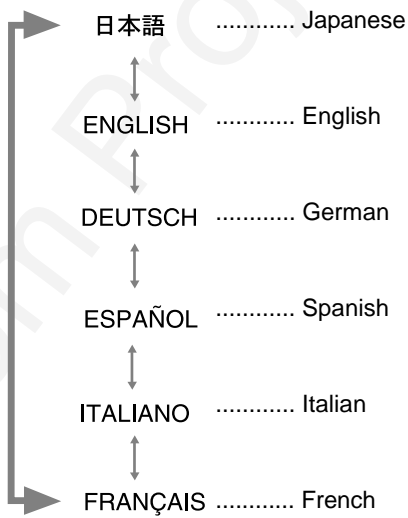 日本語 ............ Japanese
ENGLISH ............ English
DEUTSCH ............ German
ESPAÑOL ............ Spanish
ITALIANO ............ Italian
FRANÇAIS ............ French